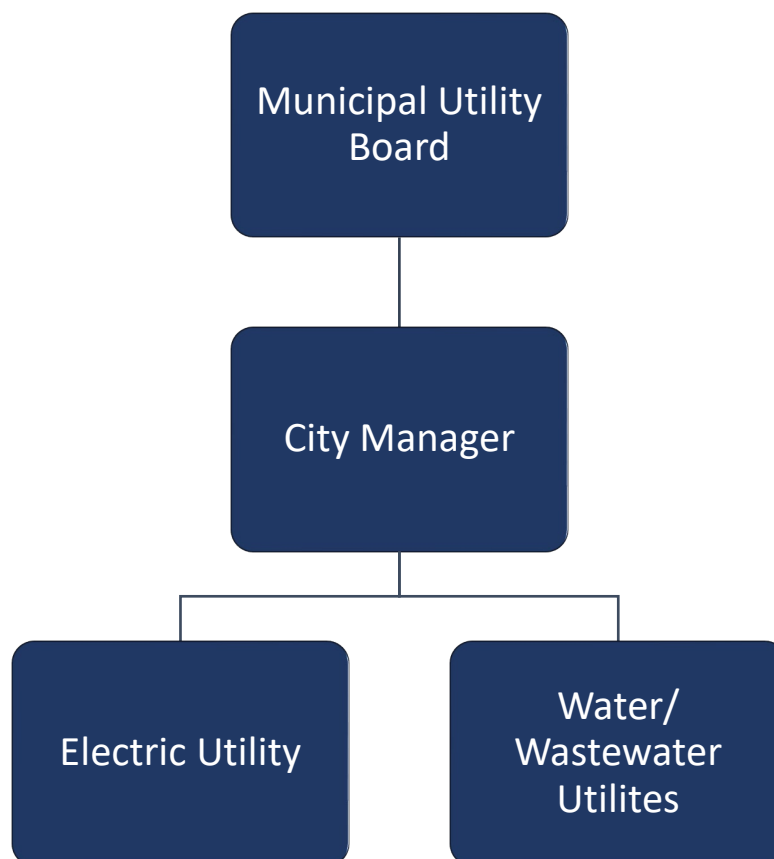 Municipal Utility
Board
City Manager
Electric Utility
Water/
Wastewater
Utilites